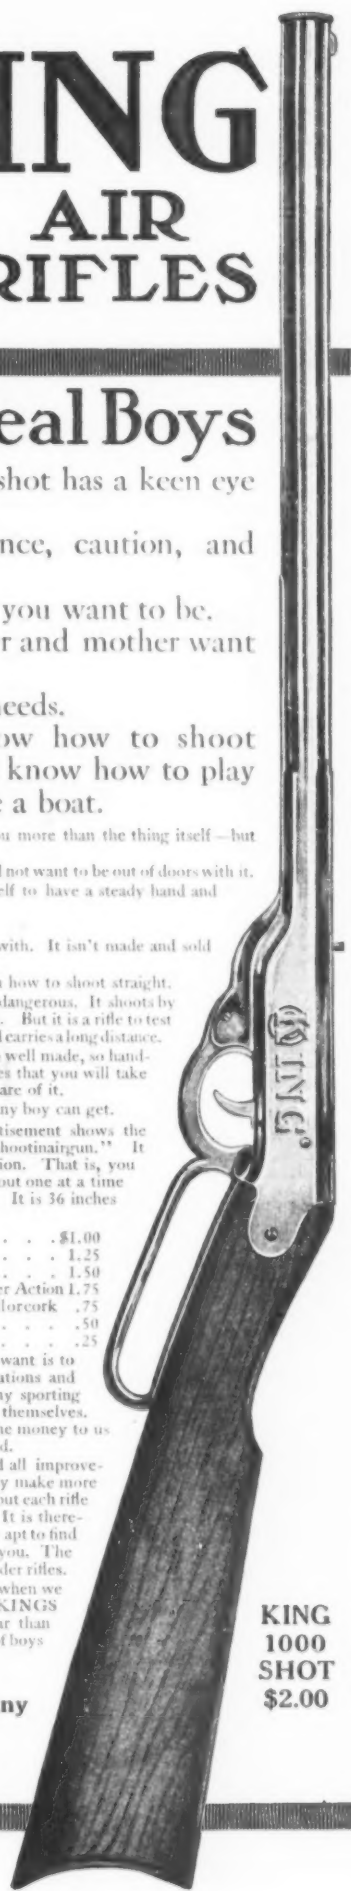 ING
AIR
RIFLES
eal Boys
shot has a keen eye
nce, caution, and
you want to be.
r and mother want
needs.
ow how to shoot
know how to play
a boat.
u more than the thing itself—but
l not want to be out of doors with it.
elf to have a steady hand and
with. It isn't made and sold
how to shoot straight.
dangerous. It shoots by
. But it is a rifle to test
l carries a long distance.
well made, so hand-
es that you will take
are of it.
ny boy can get.
tisement shows the
hootinairgun." It
ion. That is, you
out one at a time
It is 36 inches
. . . $1.00
. . . 1.25
. . . 1.50
er Action 1.75
lorcork .75
. . . . .50
. . . . .25
want is to
ations and
ny sporting
themselves.
he money to us
d.
d all improve-
y make more
out each rifle
It is there-
apt to find
you. The
der rifles.
when we
KINGS
ar than
f boys
ny
KING
KING
1000
SHOT
$2.00